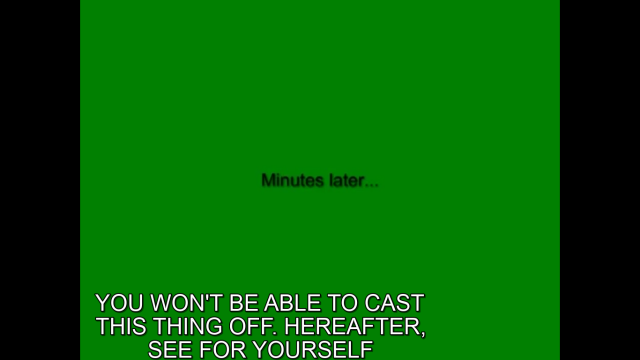 Minutes later...
YOU WON'T BE ABLE TO CAST
THIS THING OFF. HEREAFTER,
SEE FOR YOURSELF